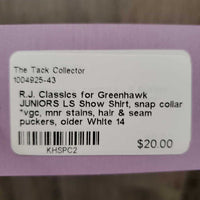 The Tack Collector
1004925-43
R.J. Classics for Greenhawk
JUNIORS LS Show Shirt, snap collar
*vgc, mnr stains, hair & seam
puckers, older White 14
KHSPC2
$20.00